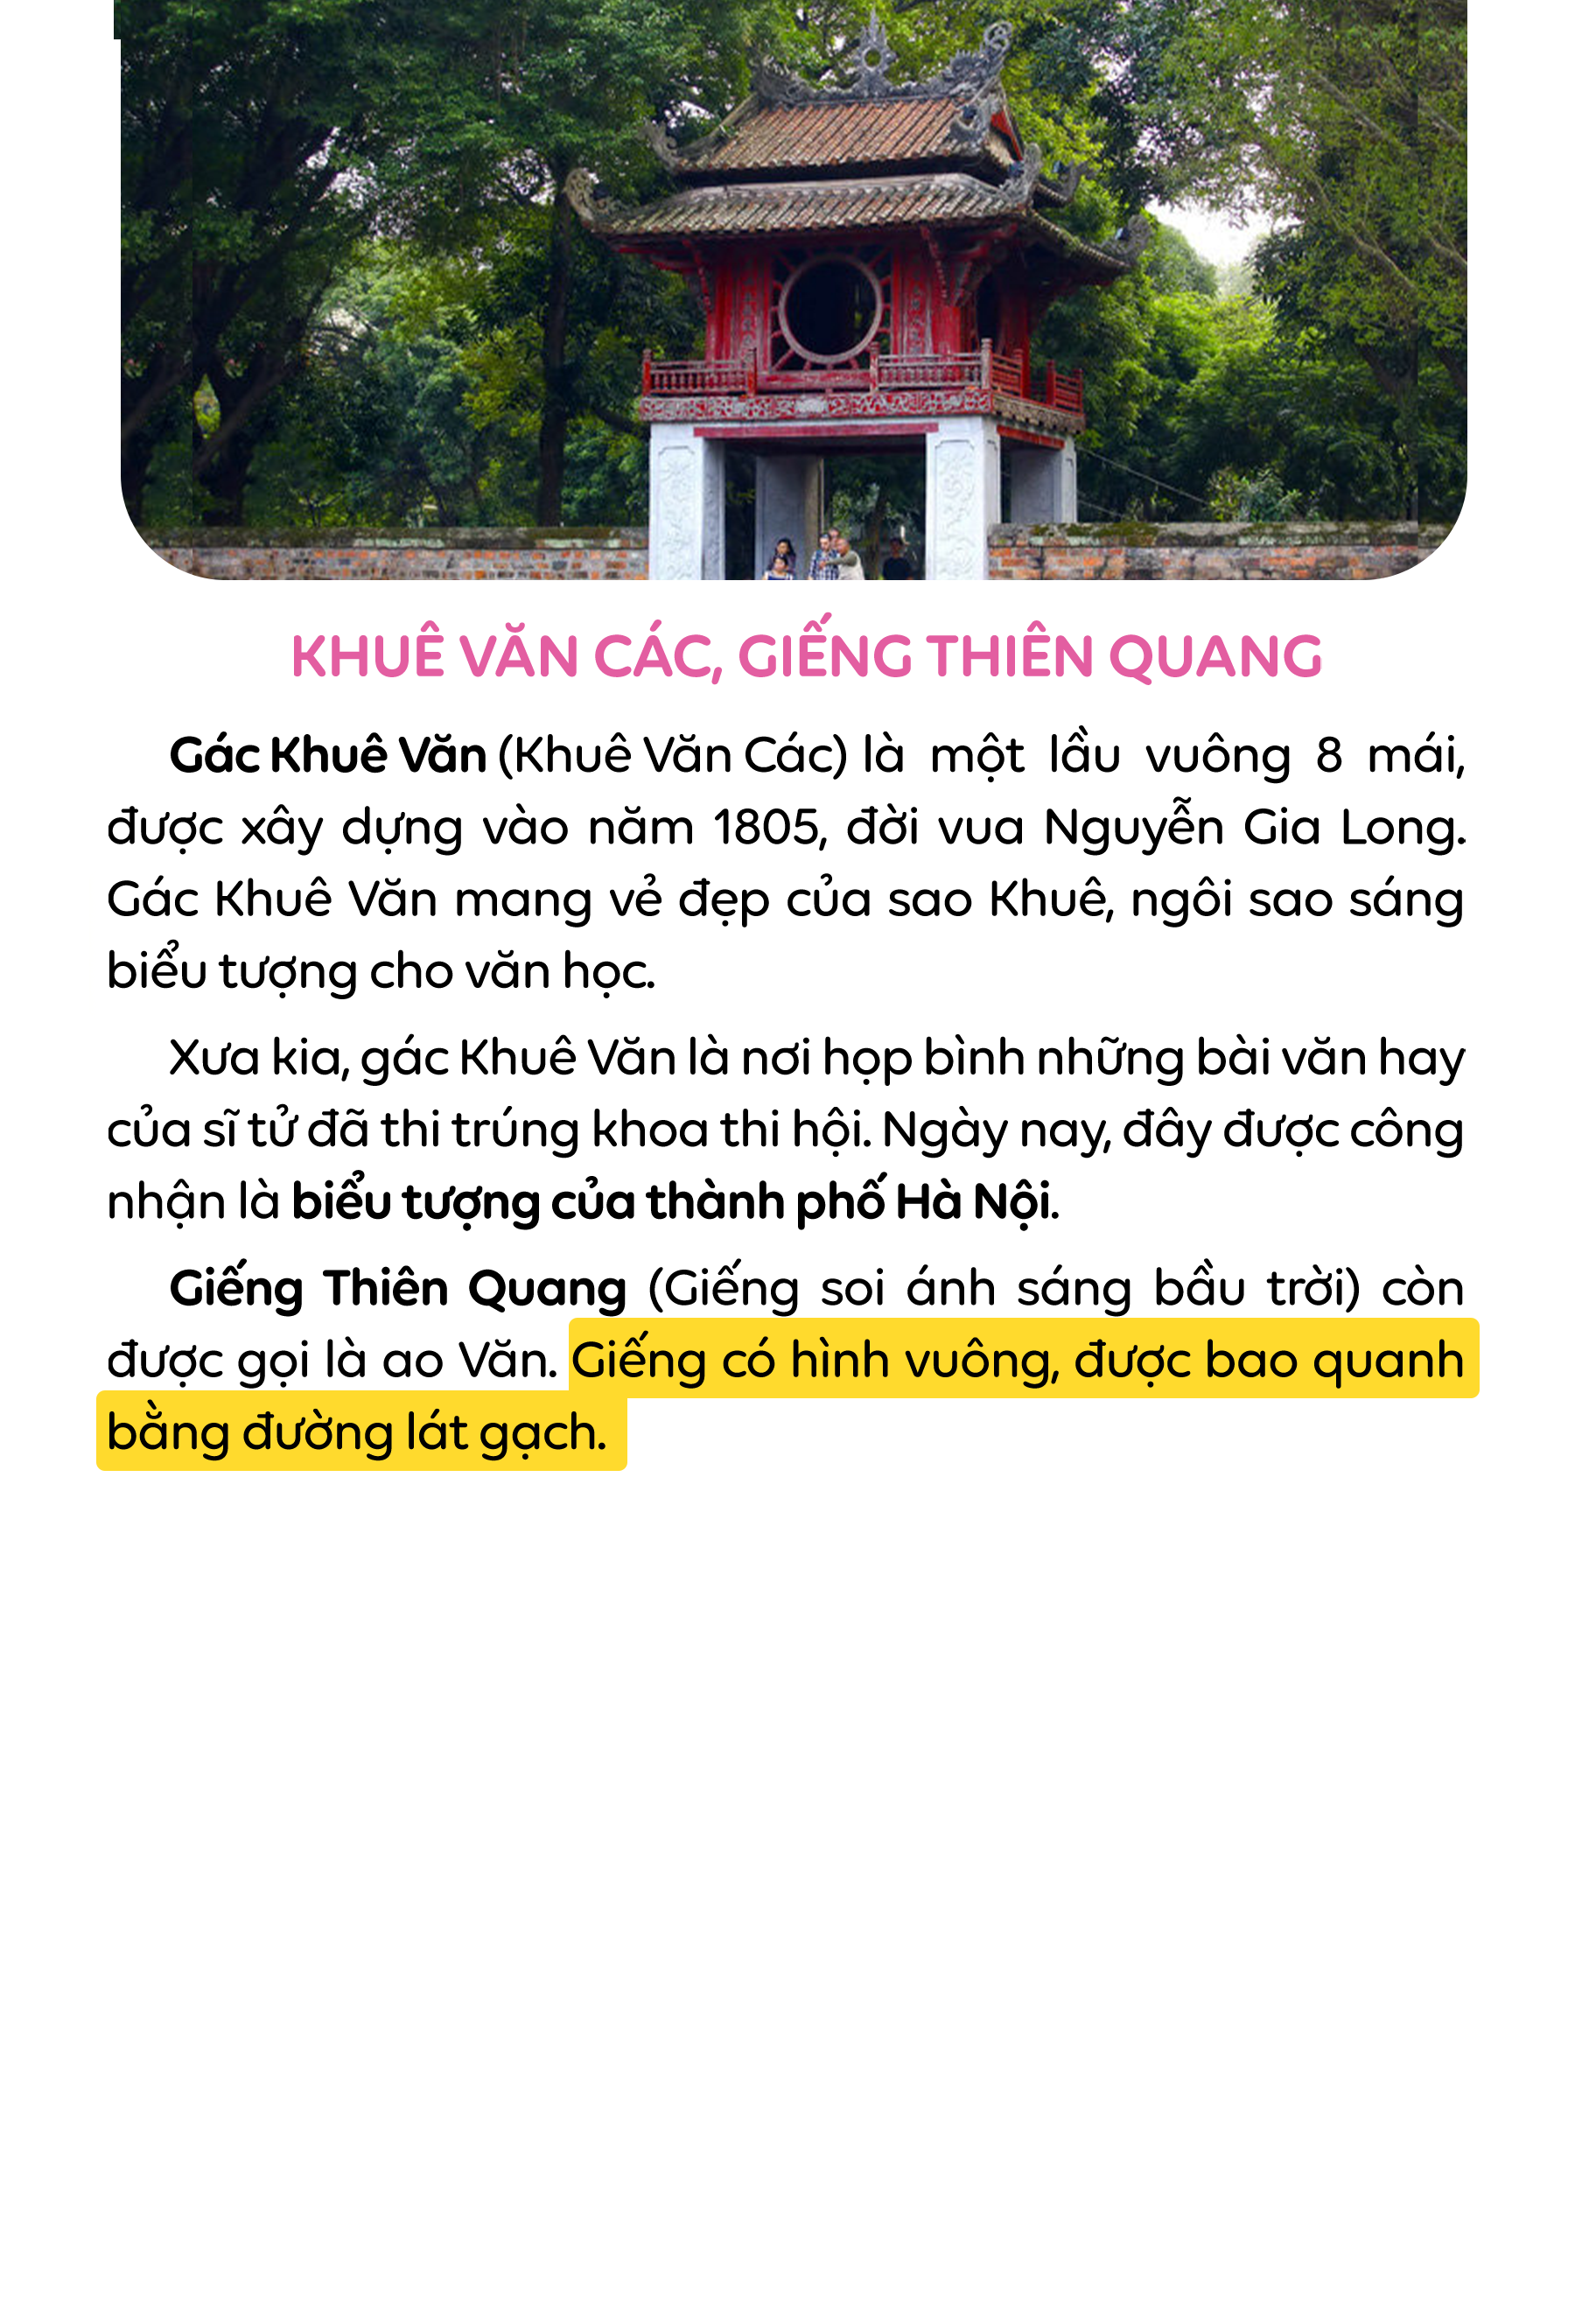 KHUÊ VĂN CÁC, GIẾNG THIÊN QUANG
Gác Khuê Văn (Khuê Văn Các) là một lầu vuông 8 mái,
được xây dựng vào năm 1805, đời vua Nguyễn Gia Long.
Gác Khuê Văn mang vẻ đẹp của sao Khuê, ngôi sao sáng
biểu tượng cho văn học.
Xưa kia, gác Khuê Văn là nơi họp bình những bài văn hay
của sĩ tử đã thi trúng khoa thi hội. Ngày nay, đây được công
nhận là biểu tượng của thành phố Hà Nội.
Giếng Thiên Quang (Giếng soi ánh sáng bầu trời) còn
được gọi là ao Văn. Giếng có hình vuông, được bao quanh
bằng đường lát gạch.